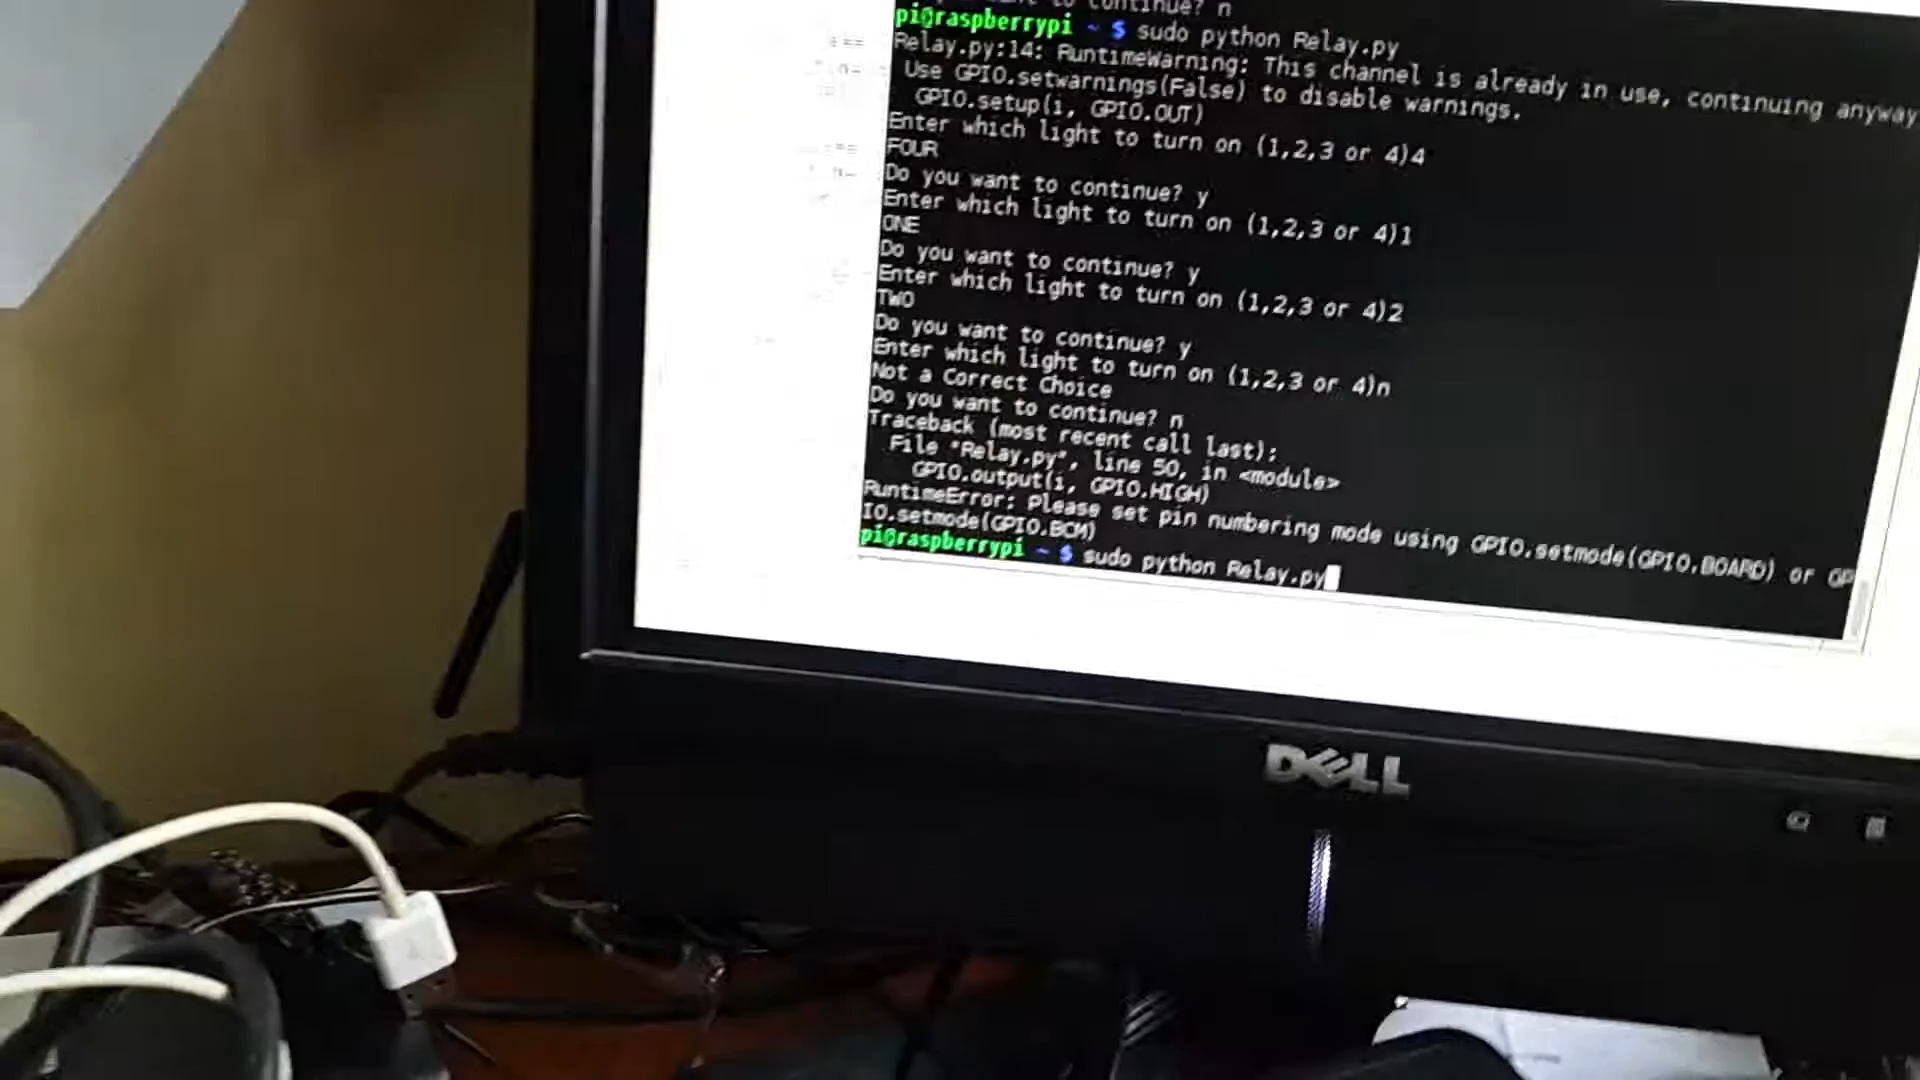 continue? n
pi@raspberrypi ~ $ sudo python Relay.py
Relay.py:14: RuntimeWarning: This channel is already in use, continuing anyway
Use GPIO.setwarnings(False) to disable warnings.
GPIO.setup(i, GPIO.OUT)
Enter which light to turn on (1,2,3 or 4)4
FOUR
Do you want to continue? y
Enter which light to turn on (1,2,3 or 4)1
ONE
Do you want to continue? y
Enter which light to turn on (1,2,3 or 4)2
TWO
Do you want to continue? y
Enter which light to turn on (1,2,3 or 4)n
Not a Correct Choice
Do you want to continue? n
Traceback (most recent call last):
File "Relay.py", line 50, in <module>
GPIO.output(i, GPIO.HIGH)
RuntimeError: Please set pin numbering mode using GPIO.setmode(GPIO.BOARD) or GP
IO.setmode(GPIO.BCM)
pi@raspberrypi ~ $ sudo python Relay.py
DELL